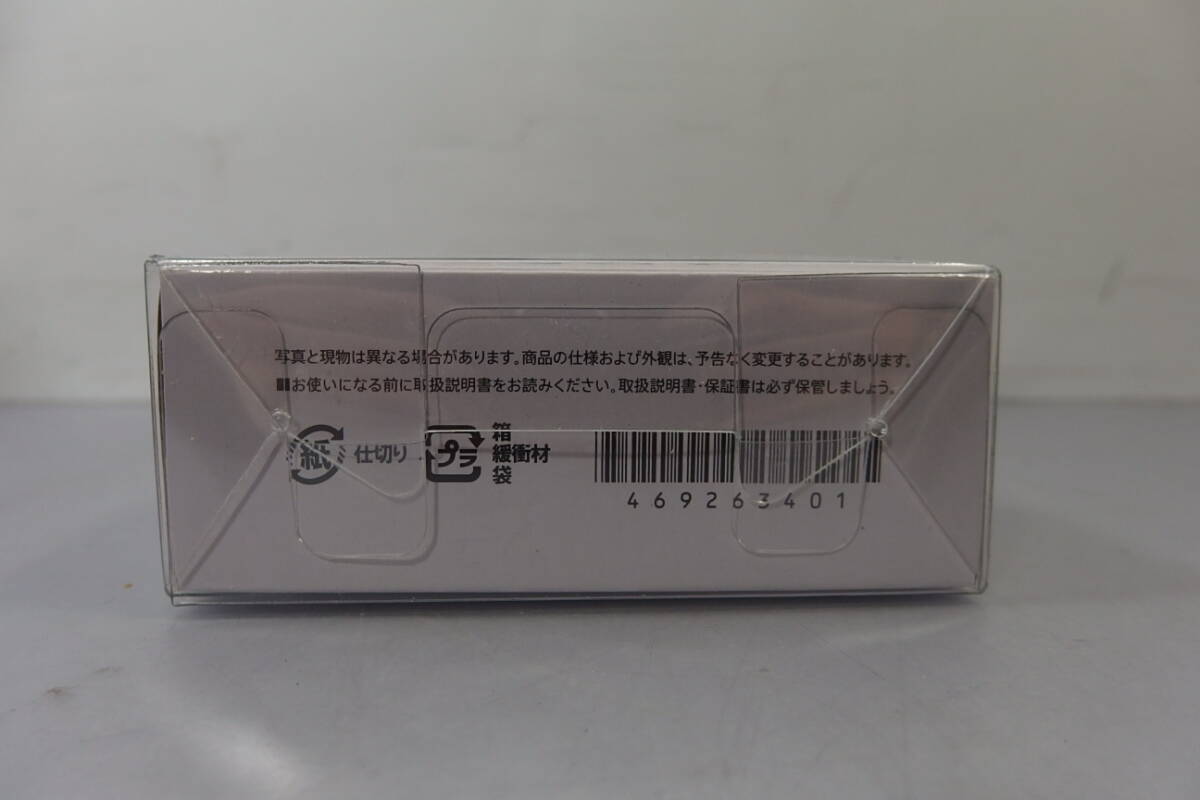 写真と現物は異なる場合があります。商品の仕様および外観は、予告なく変更することがあります。
■お使いになる前に取扱説明書をお読みください。取扱説明書・保証書は必ず保管しましょう。
紙 仕切り プラ 箱 緩衝材 袋
469263401